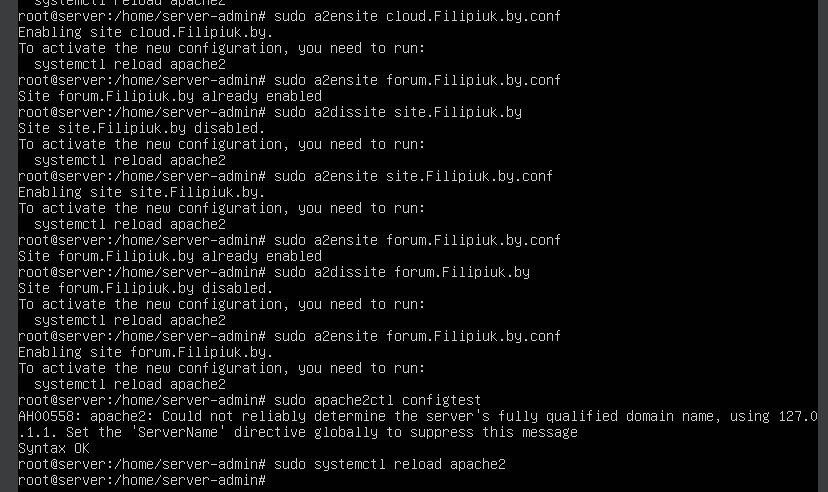 systemctl reload apache2
root@server:/home/server-admin# sudo a2ensite cloud.Filipiuk.by.conf
Enabling site cloud.Filipiuk.by.
To activate the new configuration, you need to run:
  systemctl reload apache2
root@server:/home/server-admin# sudo a2ensite forum.Filipiuk.by.conf
Site forum.Filipiuk.by already enabled
root@server:/home/server-admin# sudo a2dissite site.Filipiuk.by
Site site.Filipiuk.by disabled.
To activate the new configuration, you need to run:
  systemctl reload apache2
root@server:/home/server-admin# sudo a2ensite site.Filipiuk.by.conf
Enabling site site.Filipiuk.by.
To activate the new configuration, you need to run:
  systemctl reload apache2
root@server:/home/server-admin# sudo a2ensite forum.Filipiuk.by.conf
Site forum.Filipiuk.by already enabled
root@server:/home/server-admin# sudo a2dissite forum.Filipiuk.by
Site forum.Filipiuk.by disabled.
To activate the new configuration, you need to run:
  systemctl reload apache2
root@server:/home/server-admin# sudo a2ensite forum.Filipiuk.by.conf
Enabling site forum.Filipiuk.by.
To activate the new configuration, you need to run:
  systemctl reload apache2
root@server:/home/server-admin# sudo apache2ctl configtest
AH00558: apache2: Could not reliably determine the server's fully qualified domain name, using 127.0
.1.1. Set the 'ServerName' directive globally to suppress this message
Syntax OK
root@server:/home/server-admin# sudo systemctl reload apache2
root@server:/home/server-admin#